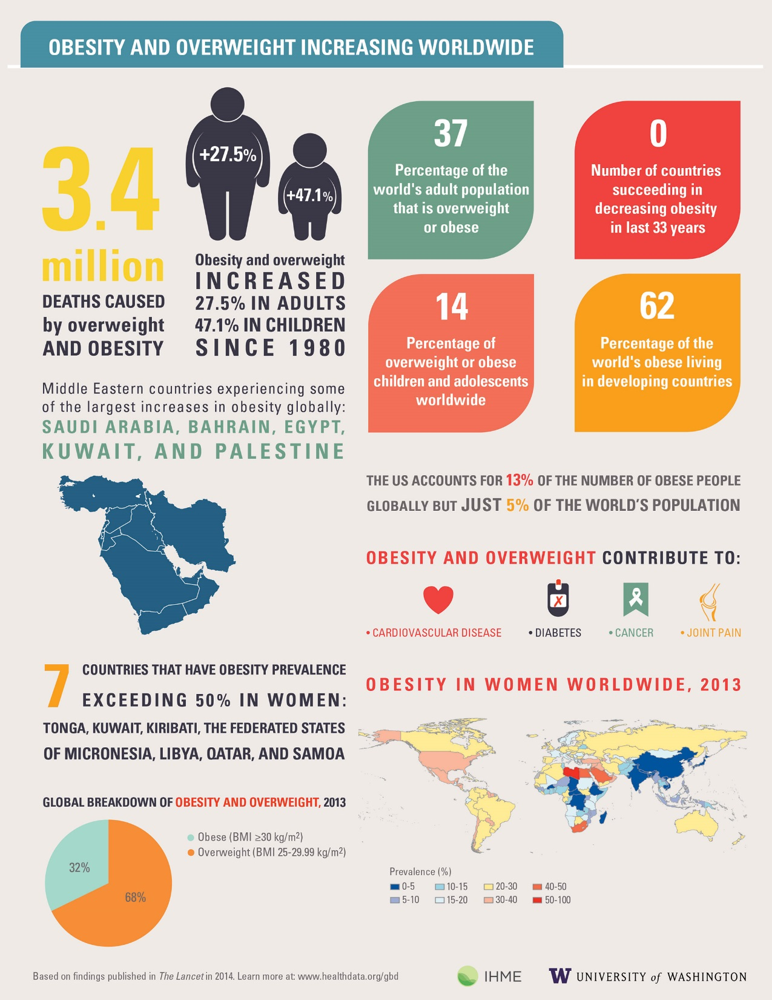 OBESITY AND OVERWEIGHT INCREASING WORLDWIDE
3.4
million
DEATHS CAUSED
by overweight
AND OBESITY
+27.5%
+47.1%
Obesity and overweight
INCREASED
27.5% IN ADULTS
47.1% IN CHILDREN
SINCE 1980
37
Percentage of the
world's adult population
that is overweight
or obese
0
Number of countries
succeeding in
decreasing obesity
in last 33 years
14
Percentage of
overweight or obese
children and adolescents
worldwide
62
Percentage of the
world's obese living
in developing countries
Middle Eastern countries experiencing some
of the largest increases in obesity globally:
SAUDI ARABIA, BAHRAIN, EGYPT,
KUWAIT, AND PALESTINE
THE US ACCOUNTS FOR 13% OF THE NUMBER OF OBESE PEOPLE
GLOBALLY BUT JUST 5% OF THE WORLD'S POPULATION
OBESITY AND OVERWEIGHT CONTRIBUTE TO:
• CARDIOVASCULAR DISEASE
• DIABETES
• CANCER
• JOINT PAIN
7 COUNTRIES THAT HAVE OBESITY PREVALENCE
EXCEEDING 50% IN WOMEN:
TONGA, KUWAIT, KIRIBATI, THE FEDERATED STATES
OF MICRONESIA, LIBYA, QATAR, AND SAMOA
OBESITY IN WOMEN WORLDWIDE, 2013
Prevalence (%)
0-5
10-15
20-30
40-50
5-10
15-20
30-40
50-100
GLOBAL BREAKDOWN OF OBESITY AND OVERWEIGHT, 2013
32%
68%
Obese (BMI ≥30 kg/m²)
Overweight (BMI 25-29.99 kg/m²)
Based on findings published in The Lancet in 2014. Learn more at: www.healthdata.org/gbd
IHME
W UNIVERSITY of WASHINGTON